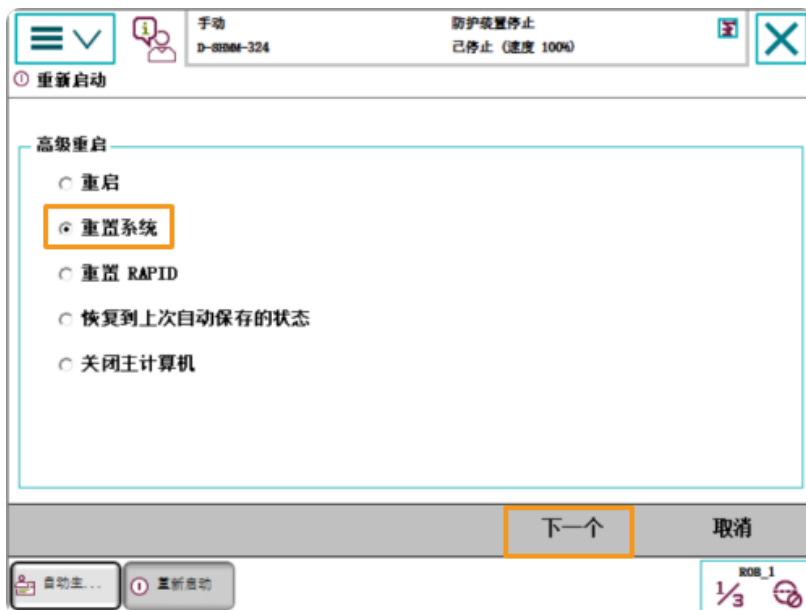 手动
防护装置停止
D-SHMM-324
已停止 (速度 100%)
重新启动
高级重启
重启
重置系统
重置 RAPID
恢复到上次自动保存的状态
关闭主计算机
下一个
取消
自动生...
重新启动
ROB_1
1/3